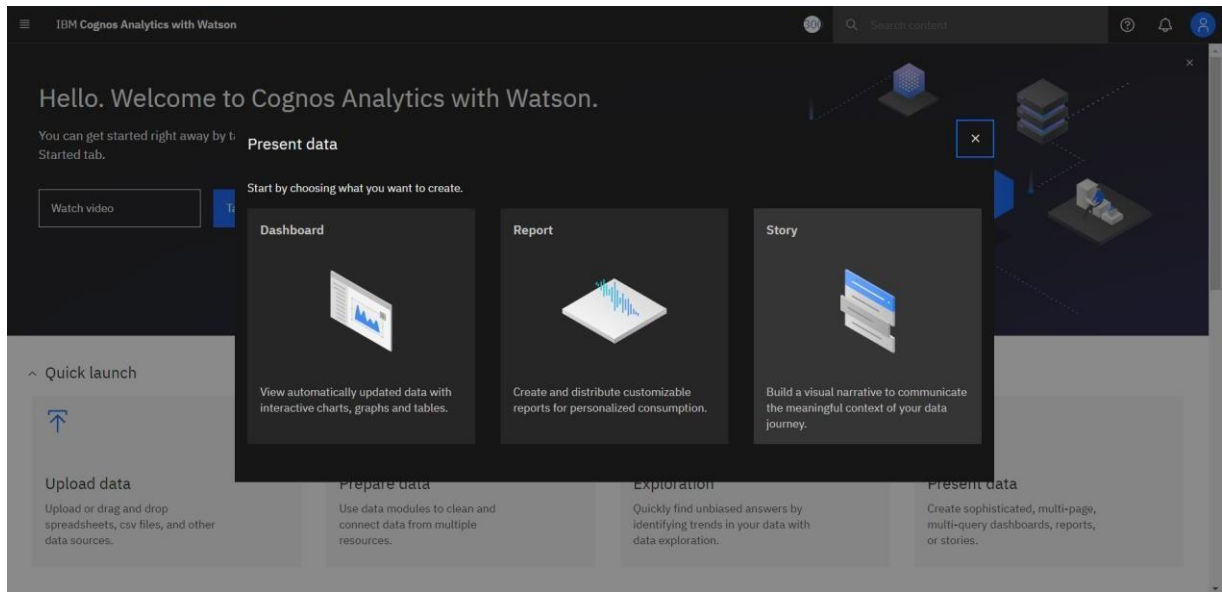 IBM Cognos Analytics with Watson
Search content
Hello. Welcome to Cognos Analytics with Watson.
You can get started right away by
Started tab.
Watch video
Present data
Start by choosing what you want to create.
Dashboard
View automatically updated data with
interactive charts, graphs and tables.
Report
Create and distribute customizable
reports for personalized consumption.
Story
Build a visual narrative to communicate
the meaningful context of your data
journey.
Quick launch
Upload data
Upload or drag and drop
spreadsheets, csv files, and other
data sources.
Prepare data
Use data modules to clean and
connect data from multiple
resources.
Exploration
Quickly find unbiased answers by
identifying trends in your data with
data exploration.
Present data
Create sophisticated, multi-page,
multi-query dashboards, reports,
or stories.